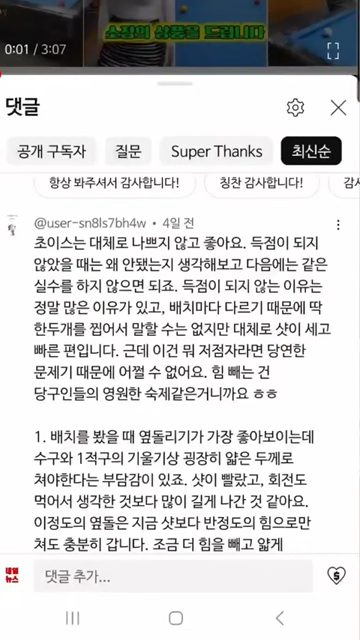 소정의 상품을 드립니다
0:01 / 3:07
댓글
공개 구독자
질문
Super Thanks
최신순
항상 봐주셔서 감사합니다!
칭찬 감사합니다!
감사
@user-sn8ls7bh4w • 4일 전
초이스는 대체로 나쁘지 않고 좋아요. 득점이 되지
않았을 때는 왜 안됐는지 생각해보고 다음에는 같은
실수를 하지 않으면 되죠. 득점이 되지 않는 이유는
정말 많은 이유가 있고, 배치마다 다르기 때문에 딱
한두개를 찝어서 말할 수는 없지만 대체로 샷이 세고
빠른 편입니다. 근데 이건 뭐 저점자라면 당연한
문제기 때문에 어쩔 수 없어요. 힘 빼는 건
당구인들의 영원한 숙제같은거니까요 ㅎㅎ
1. 배치를 봤을 때 옆돌리기가 가장 좋아보이는데
수구와 1적구의 기울기상 굉장히 얇은 두께로
쳐야한다는 부담감이 있죠. 샷이 빨랐고, 회전도
먹어서 생각한 것보다 많이 길게 나간 것 같아요.
이정도의 옆돌은 지금 샷보다 반정도의 힘으로만
쳐도 충분히 갑니다. 조금 더 힘을 빼고 얇게
댓글 추가...